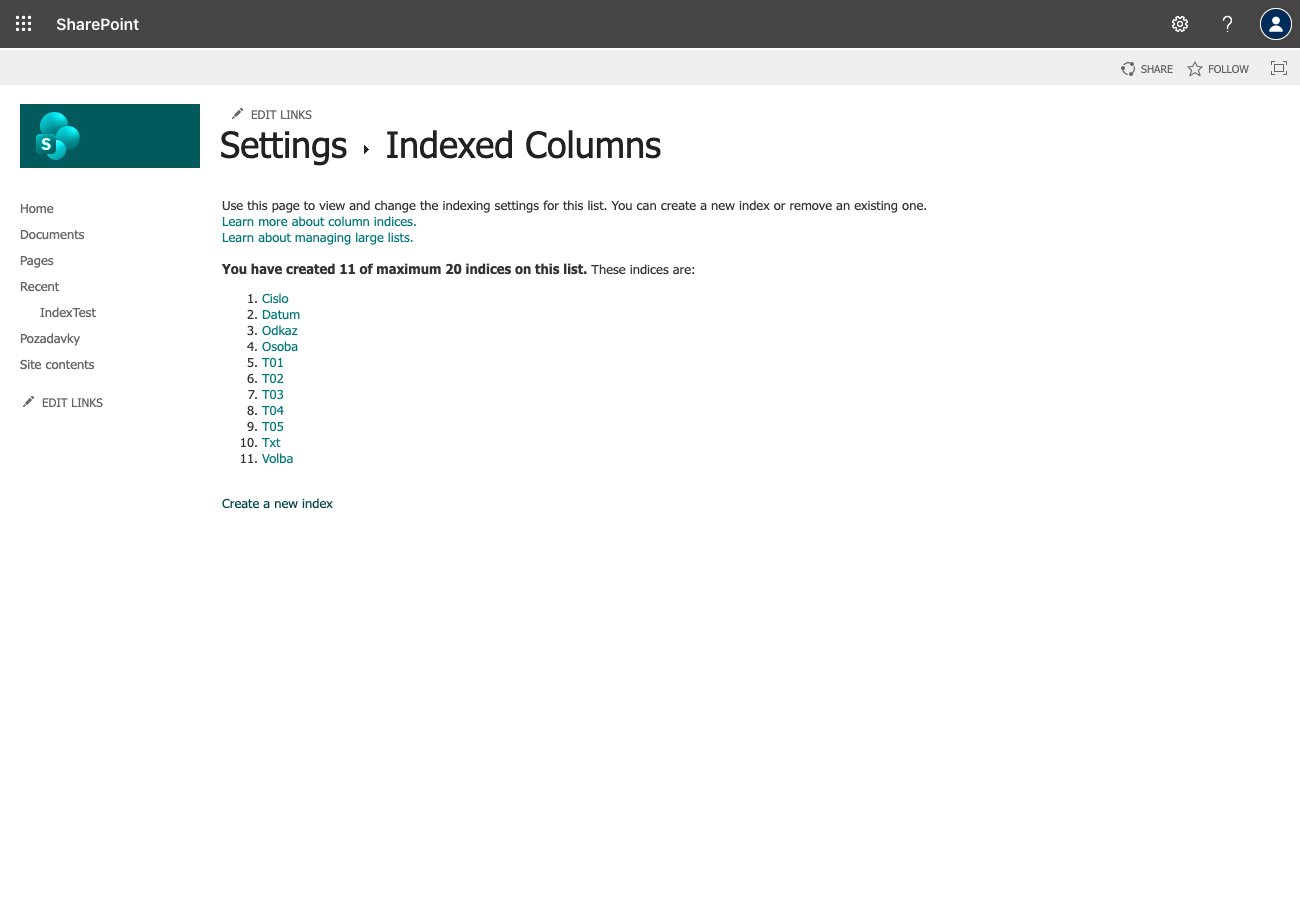 SharePoint
SHARE
FOLLOW
EDIT LINKS
Settings ▸ Indexed Columns
S
Home
Documents
Pages
Recent
IndexTest
Pozadavky
Site contents
EDIT LINKS
Use this page to view and change the indexing settings for this list. You can create a new index or remove an existing one.
Learn more about column indices.
Learn about managing large lists.
You have created 11 of maximum 20 indices on this list. These indices are:
1. Cislo
2. Datum
3. Odkaz
4. Osoba
5. T01
6. T02
7. T03
8. T04
9. T05
10. Txt
11. Volba
Create a new index